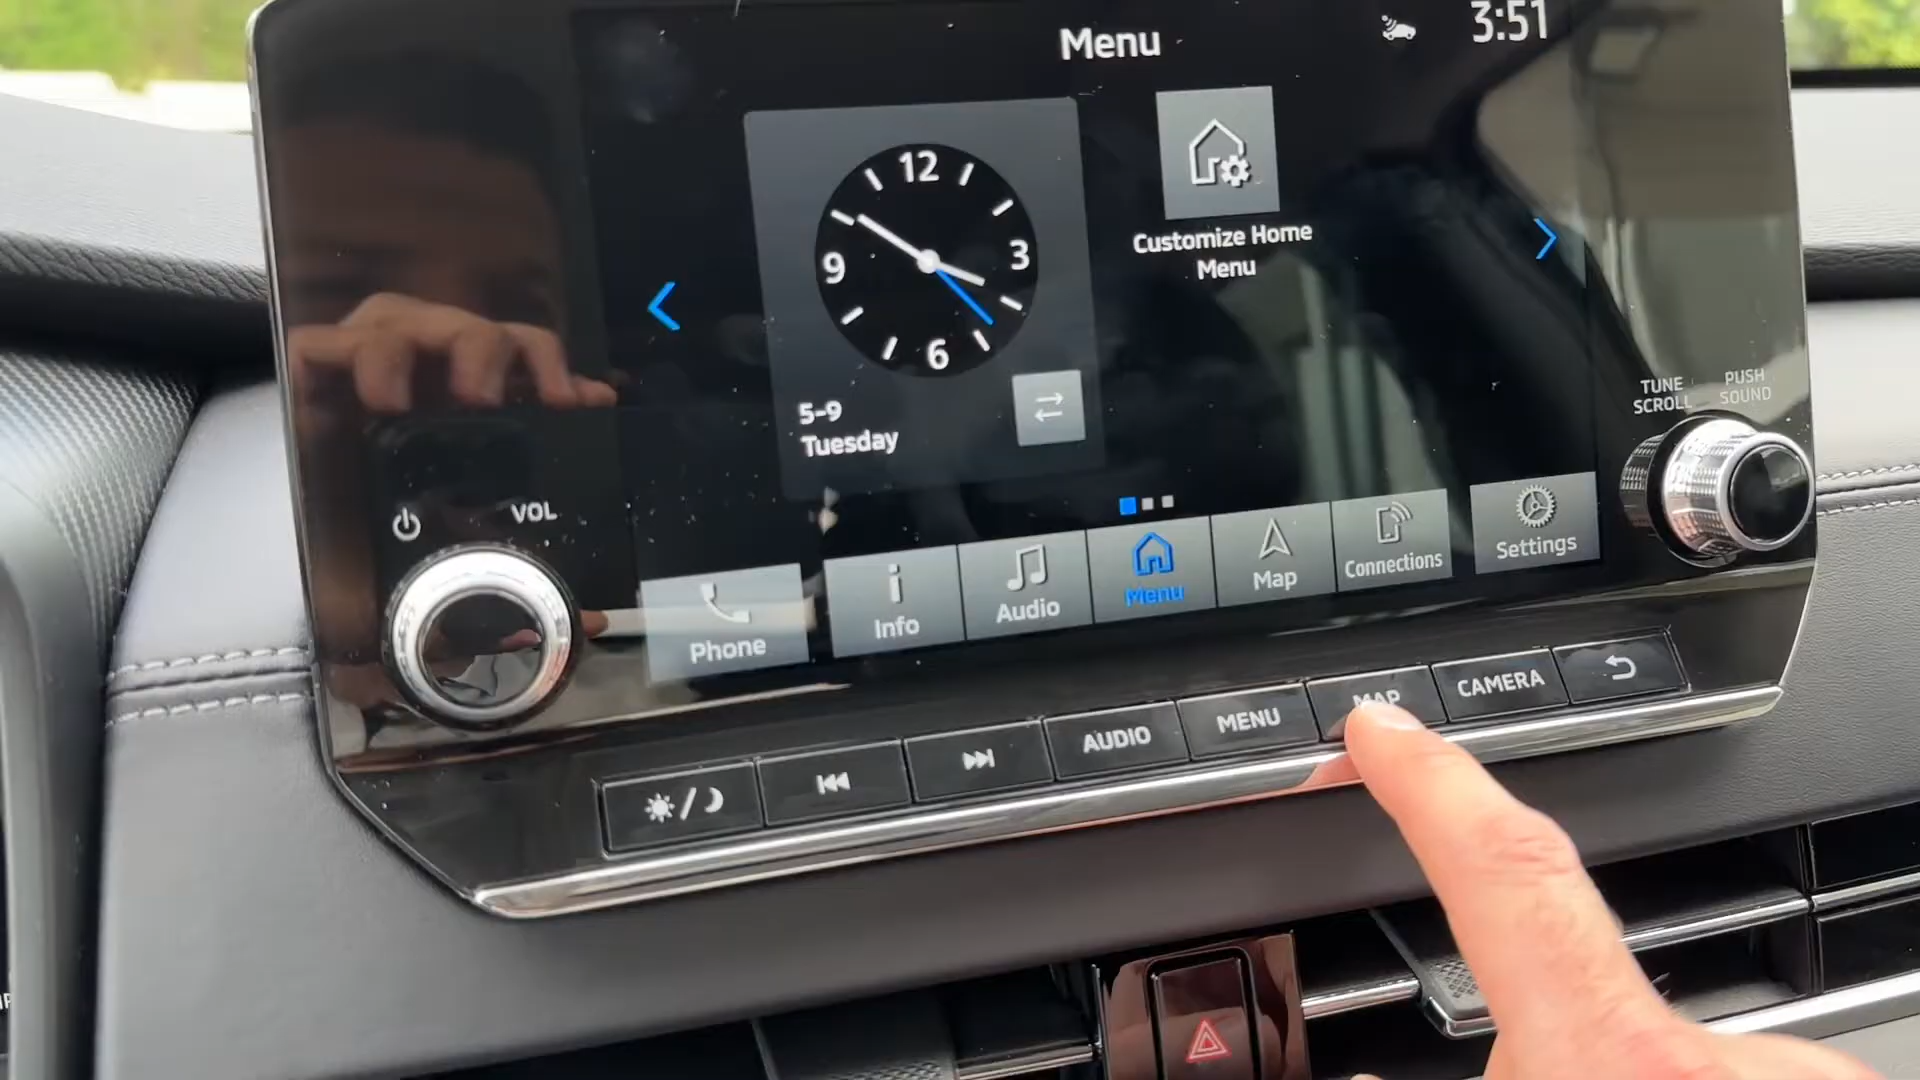 Menu
3:51
12
3
6
9
Customize Home
Menu
5-9
Tuesday
TUNE
SCROLL
PUSH
SOUND
VOL
Phone
Info
Audio
Menu
Map
Connections
Settings
AUDIO
MENU
MAP
CAMERA